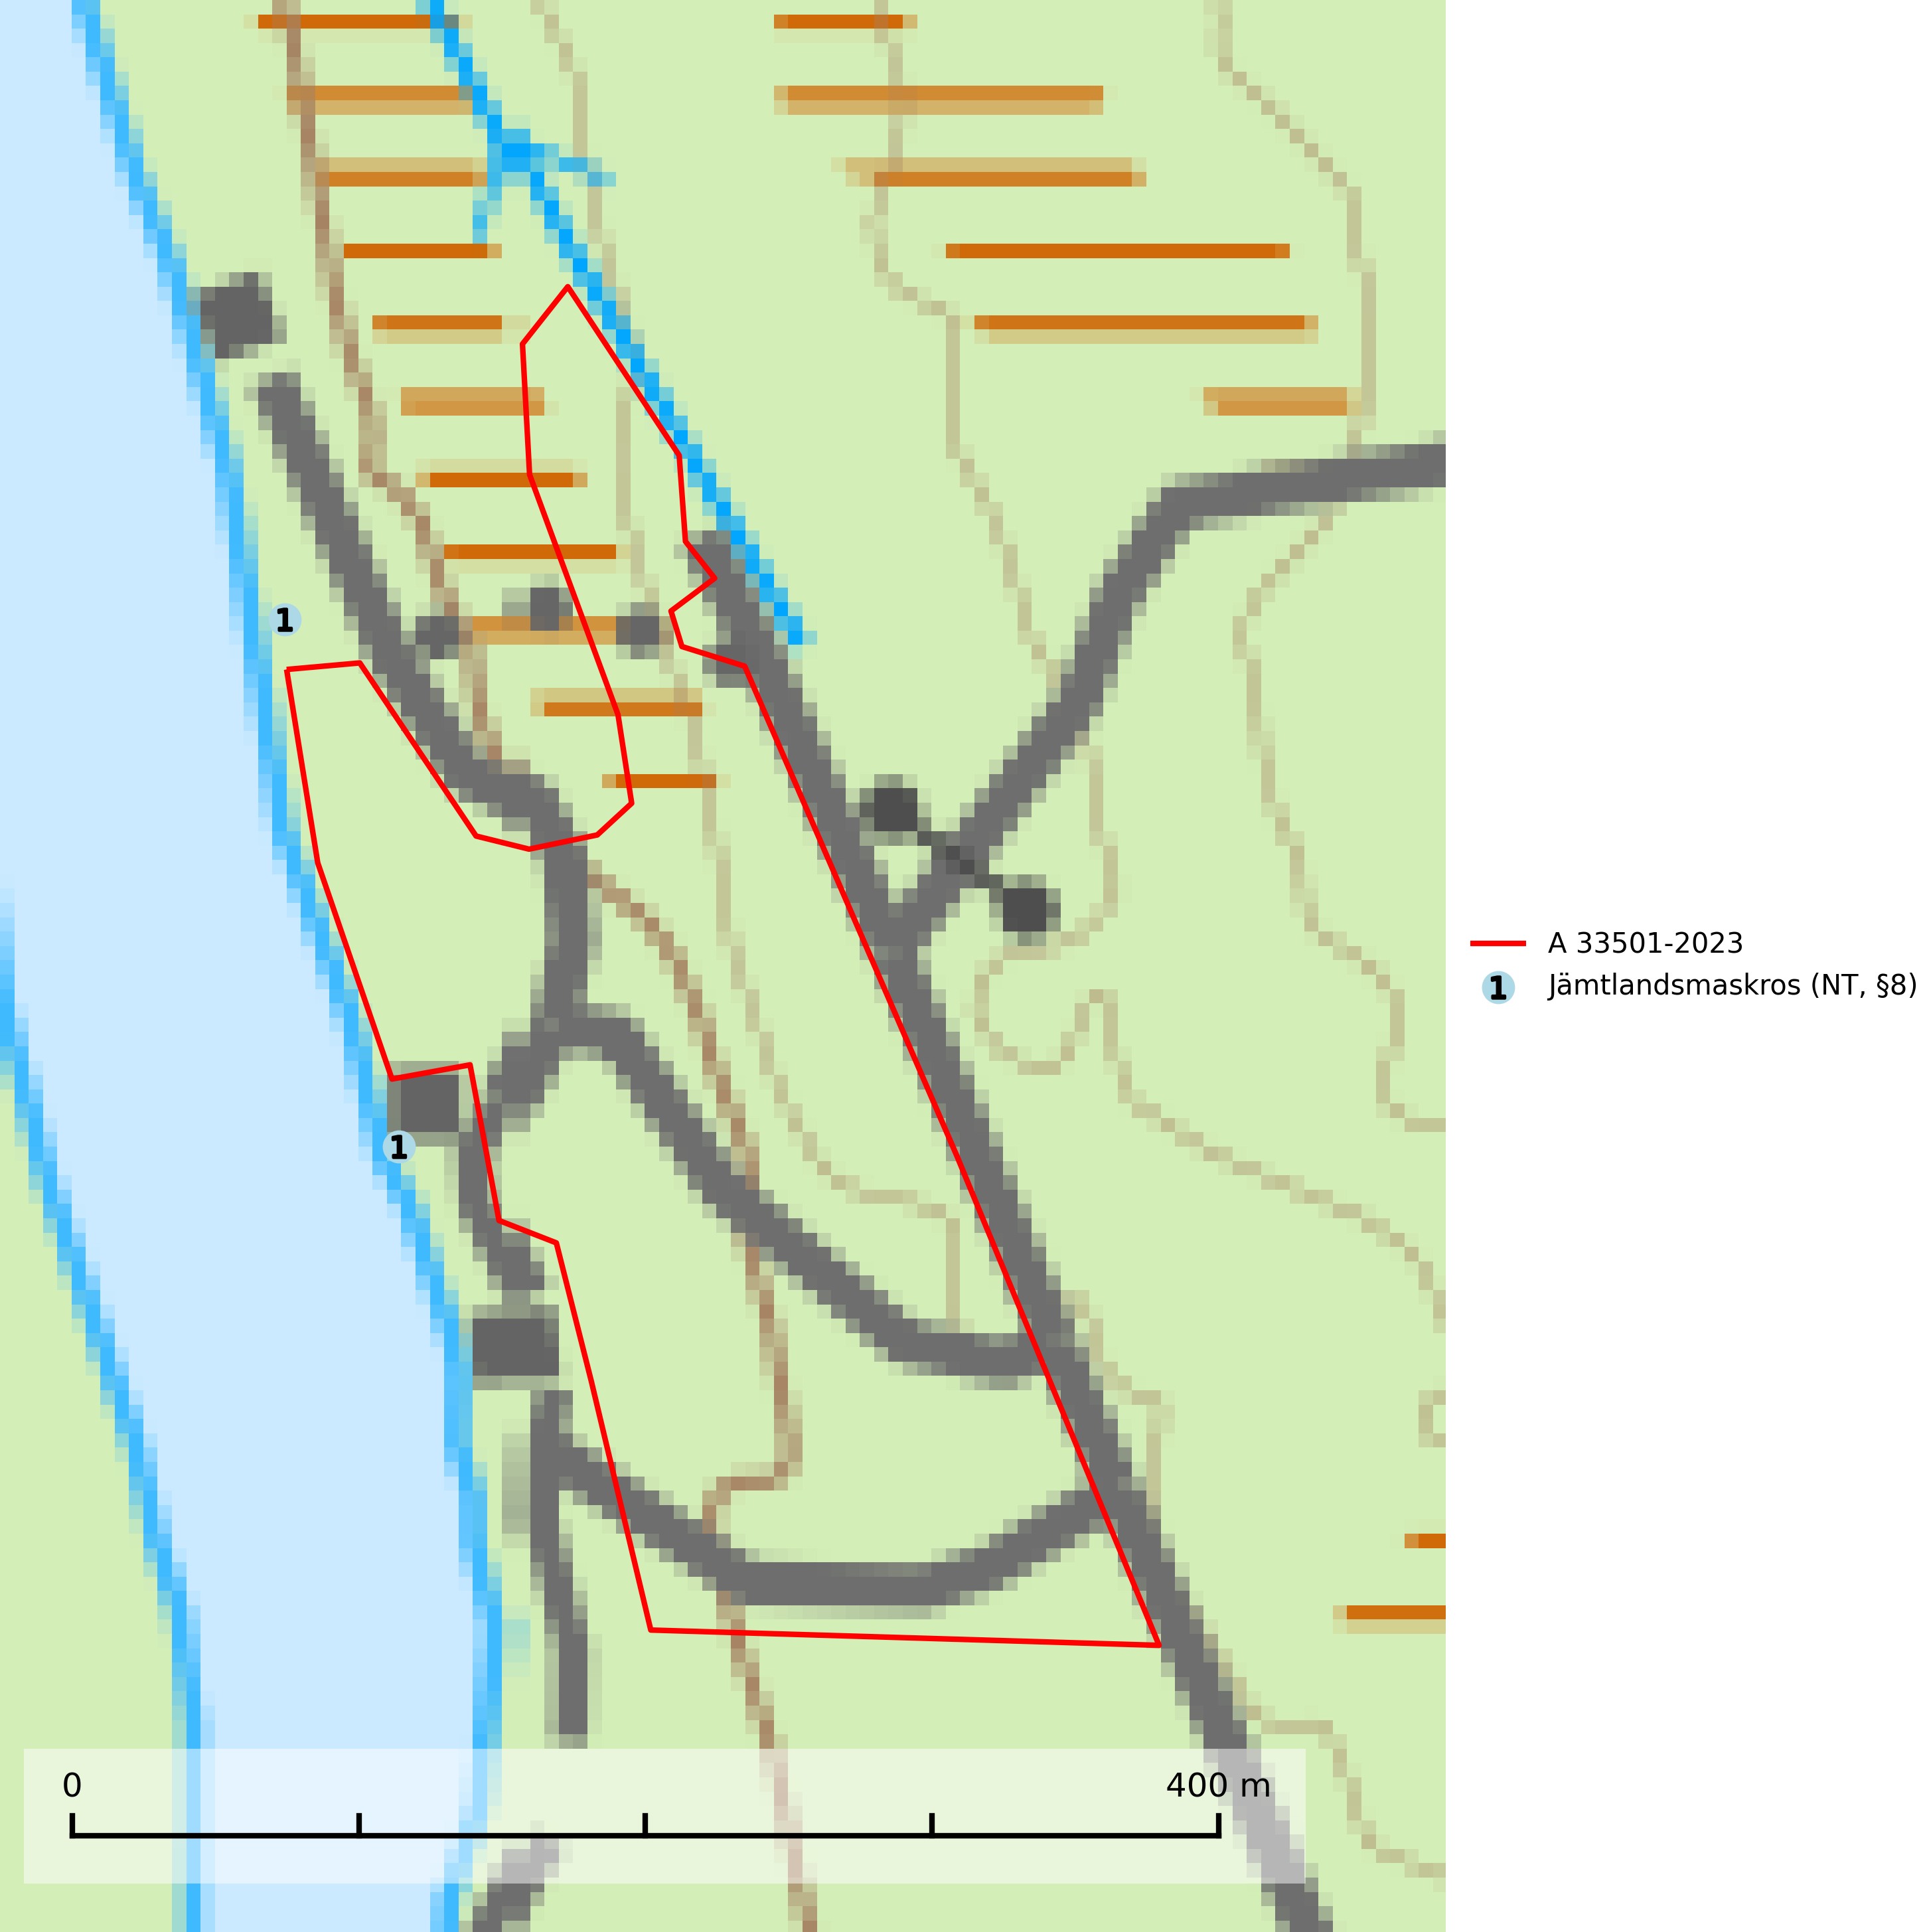 1
1
A 33501-2023
1 Jämtlandsmaskros (NT, §8)
0 400 m